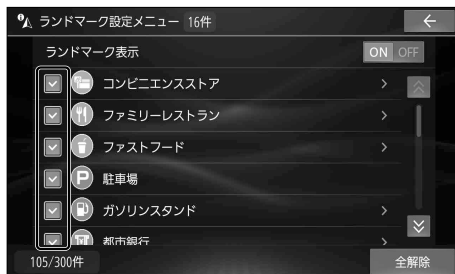 ランドマーク設定メニュー 16件
ランドマーク表示 ON OFF
コンビニエンスストア
ファミリーレストラン
ファストフード
P 駐車場
ガソリンスタンド
都市銀行
105/300件 全解除